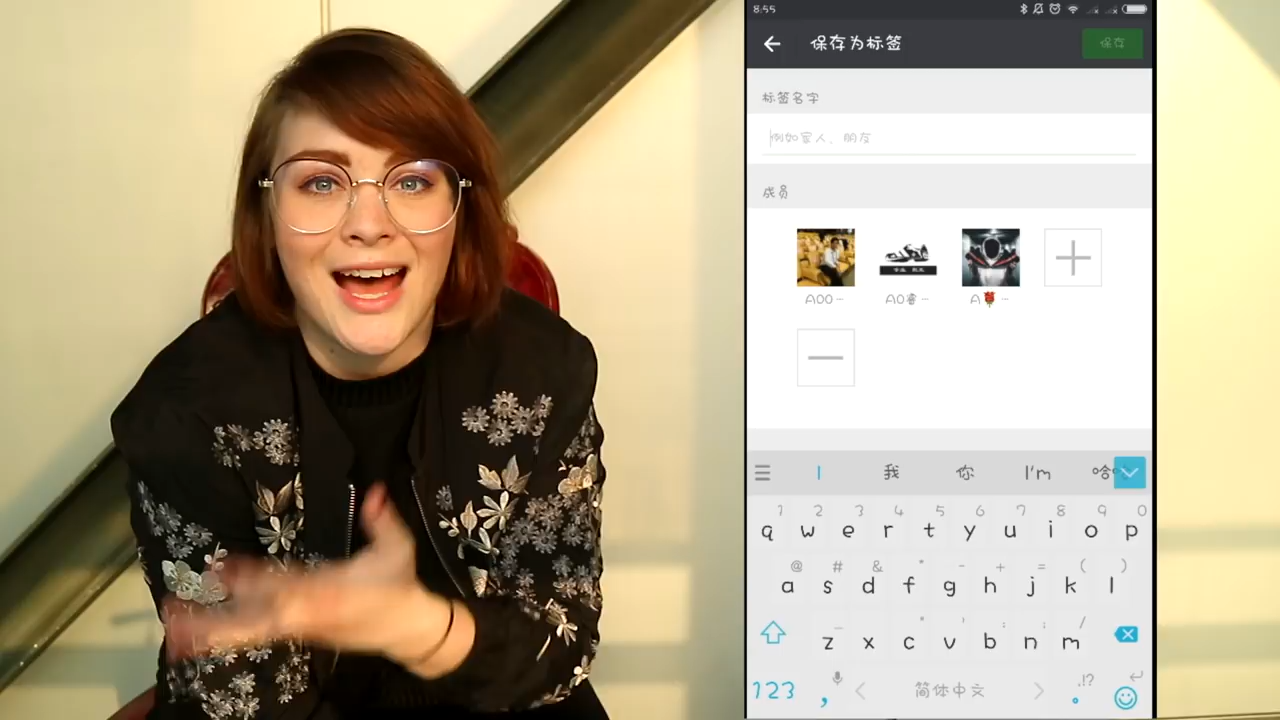 8:55
保存为标签
保存
标签名字
例如家人、朋友
成员
A00…
A0睿…
A🌹…
I 我 你 I'm 哈哈
1 2 3 4 5 6 7 8 9 0
q w e r t y u i o p
@ # & * - + = ( )
a s d f g h j k l
z x c v b n m /
123 , 简体中文 . ,!?